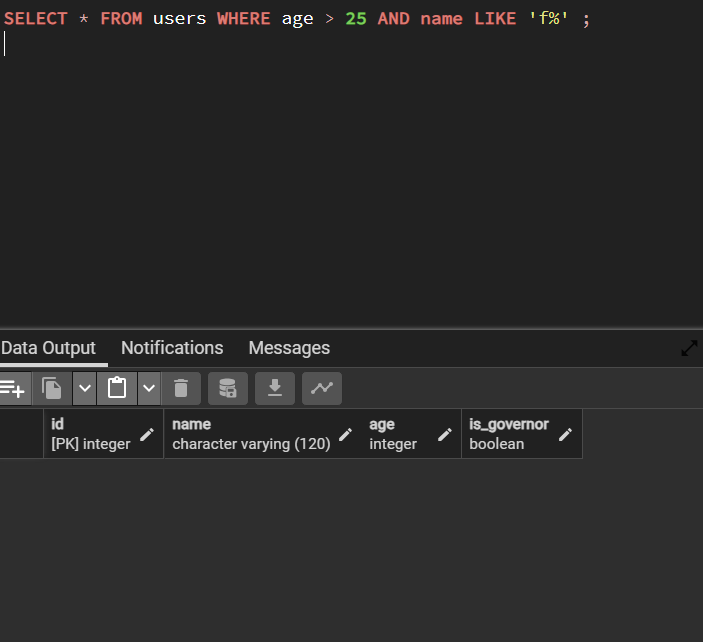 SELECT * FROM users WHERE age > 25 AND name LIKE 'f%' ;
Data Output Notifications Messages
id name age is_governor
[PK] integer character varying (120) integer boolean